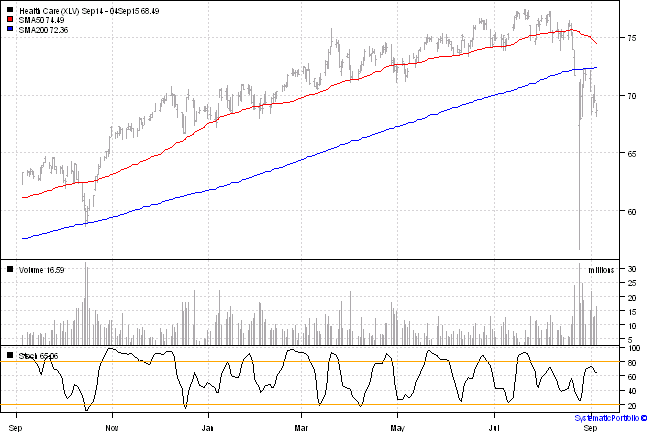 Health Care (XLV) Sep14 - 04Sep15 68.49
SMA50 74.49
SMA200 72.36
75
70
65
60
Volume 16.59
millions
30
25
15
10
5
Stoch 65.06
100
80
60
40
20
Sep Nov Jan Mar May Jul Sep
SystematicPortfolio ©